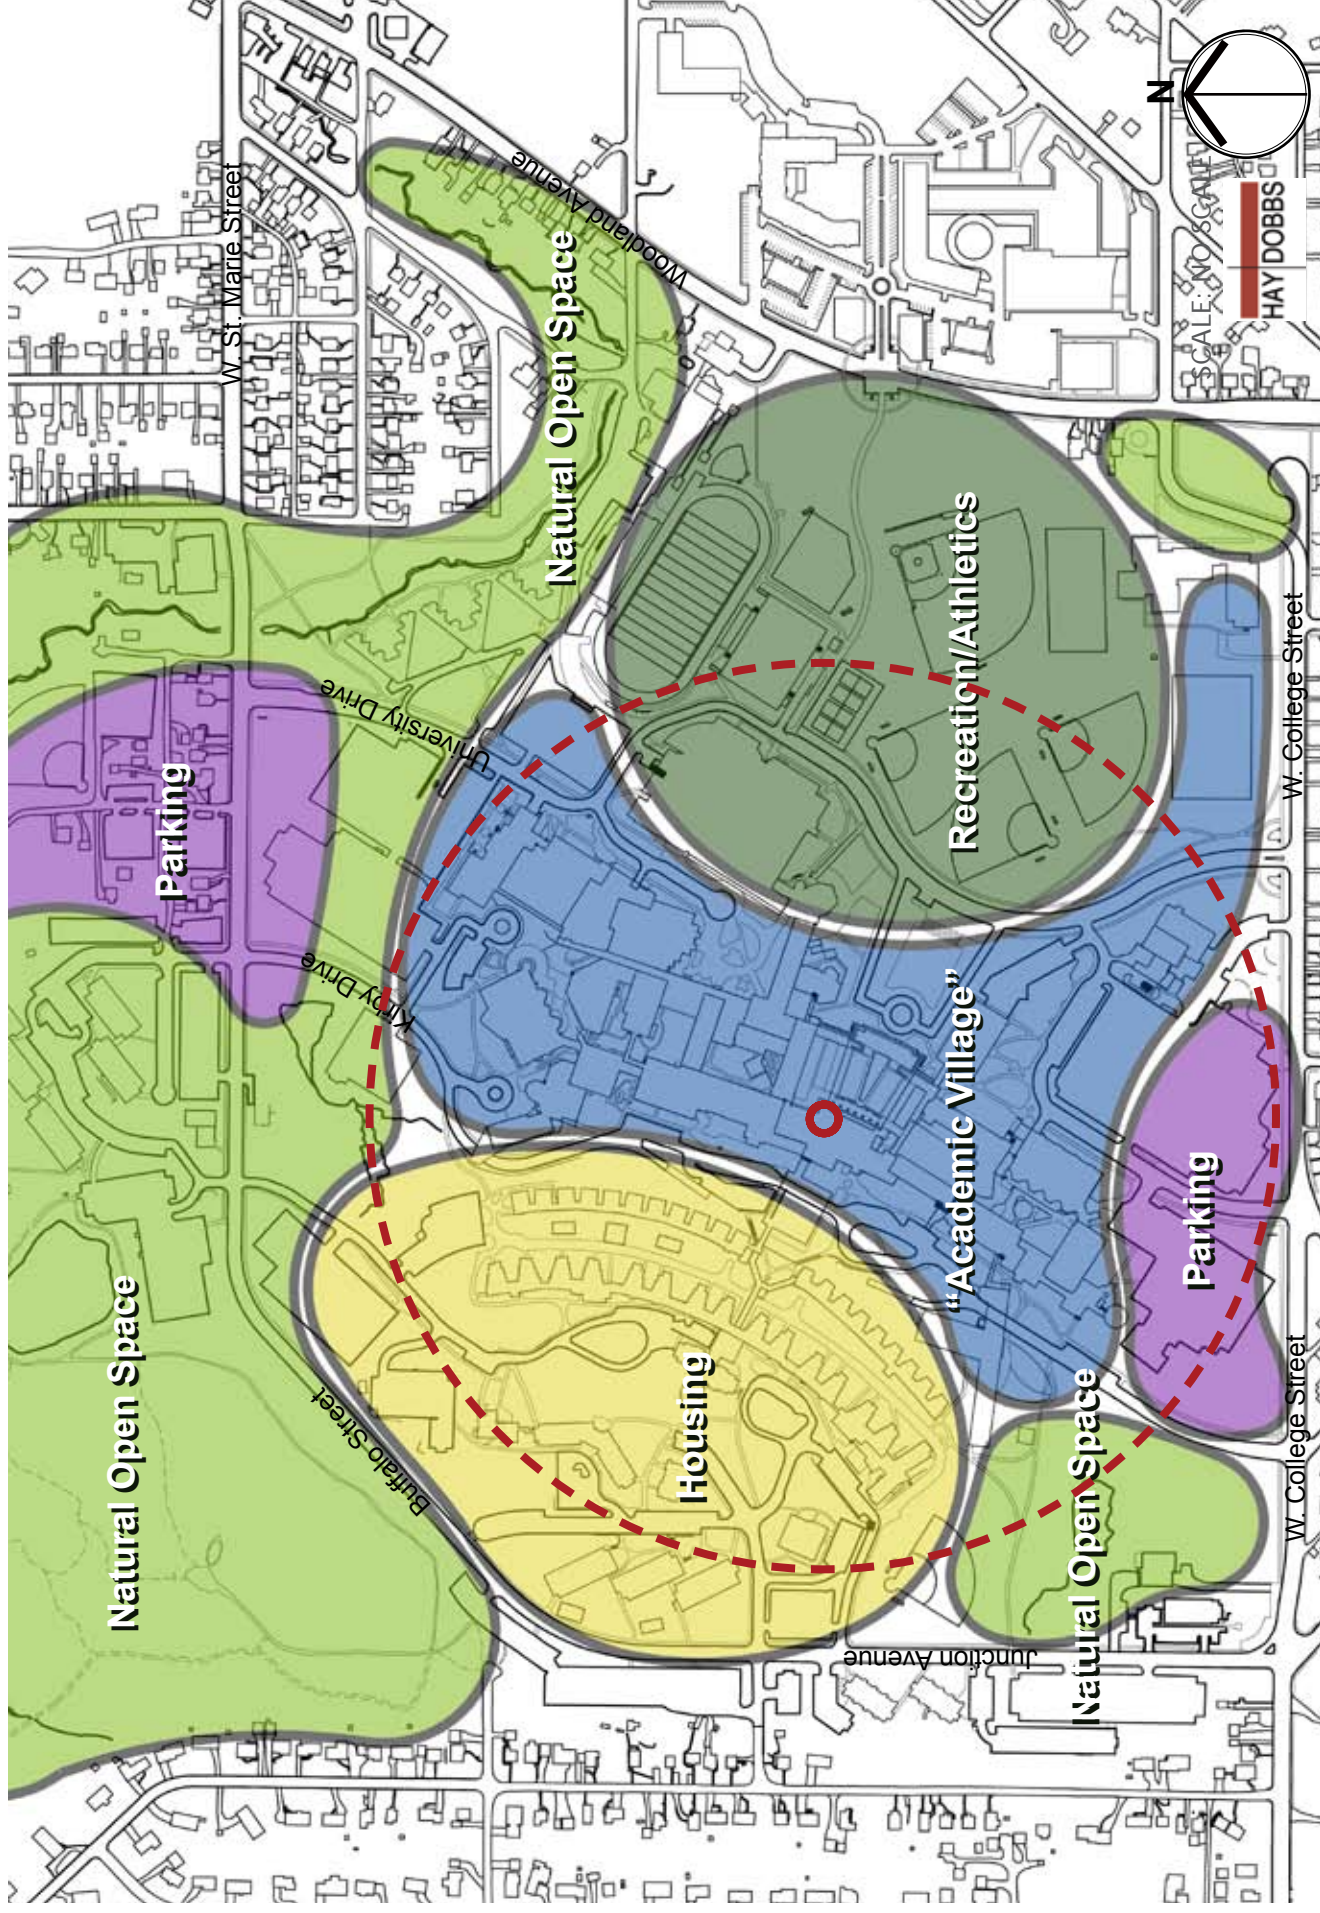 W. St. Marie Street
Woodland Avenue
Natural Open Space
N
SCALE: NO SCALE
HAY DOBBS
University Drive
Parking
Kirby Drive
Recreation/Athletics
W. College Street
"Academic Village"
Natural Open Space
Buffalo Street
Housing
Parking
Natural Open Space
W. College Street
Junction Avenue